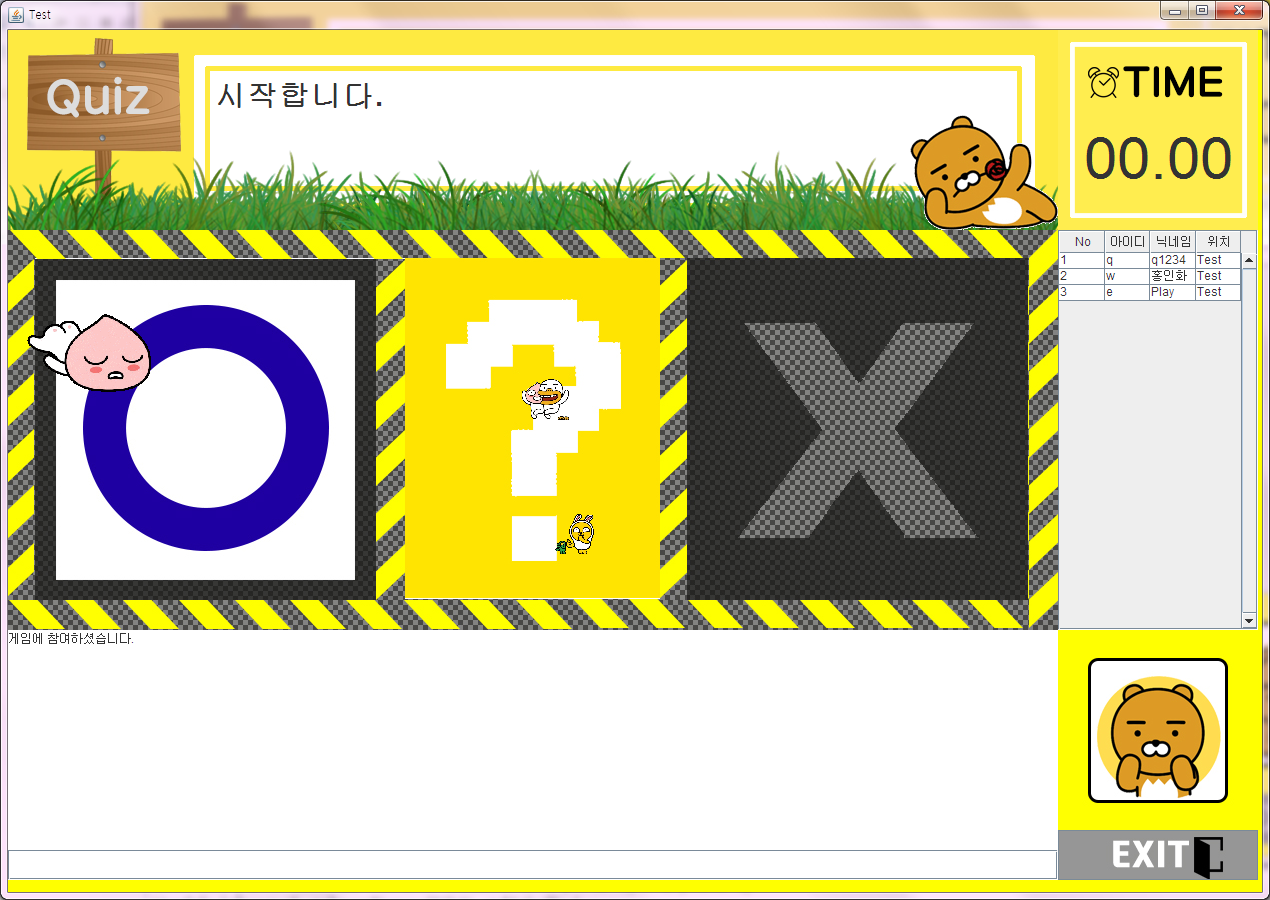 Test
Quiz
시작합니다.
TIME
00.00
No 아이디 닉네임 위치
1 q q1234 Test
2 w 홍인화 Test
3 e Play Test
O ? X
게임에 참여하셨습니다.
EXIT